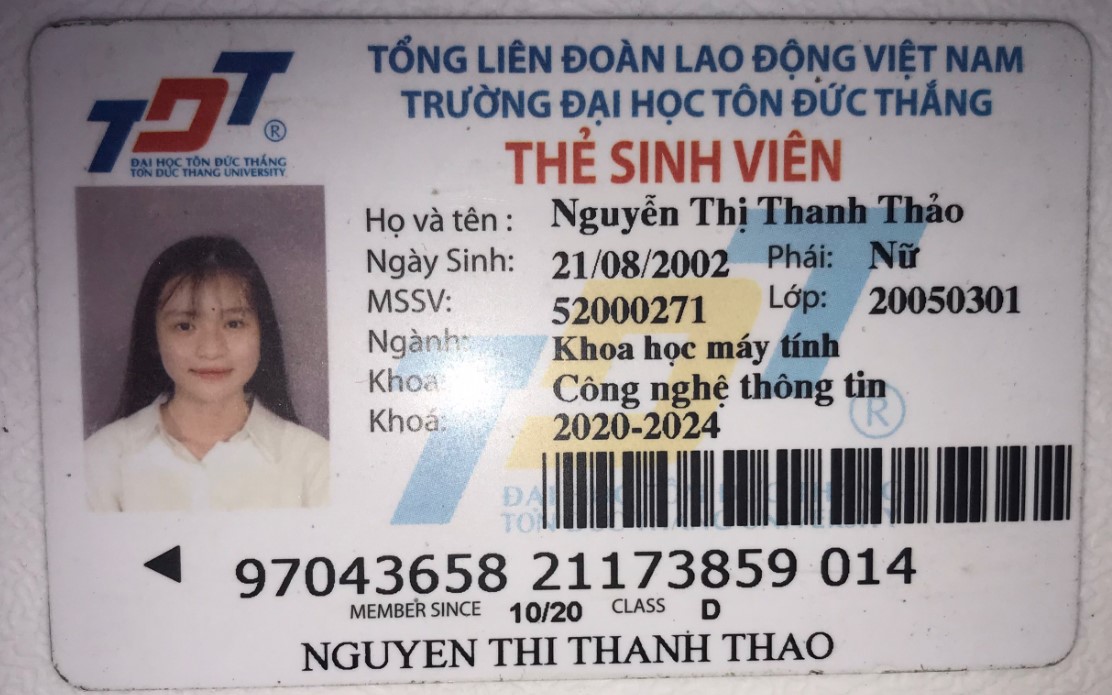 TDT®
ĐẠI HỌC TÔN ĐỨC THẮNG
TON DUC THANG UNIVERSITY
TỔNG LIÊN ĐOÀN LAO ĐỘNG VIỆT NAM
TRƯỜNG ĐẠI HỌC TÔN ĐỨC THẮNG
THẺ SINH VIÊN
Họ và tên : Nguyễn Thị Thanh Thảo
Ngày Sinh: 21/08/2002 Phái: Nữ
MSSV: 52000271 Lớp: 20050301
Ngành: Khoa học máy tính
Khoa: Công nghệ thông tin
Khoá: 2020-2024
97043658 21173859 014
MEMBER SINCE 10/20 CLASS D
NGUYEN THI THANH THAO